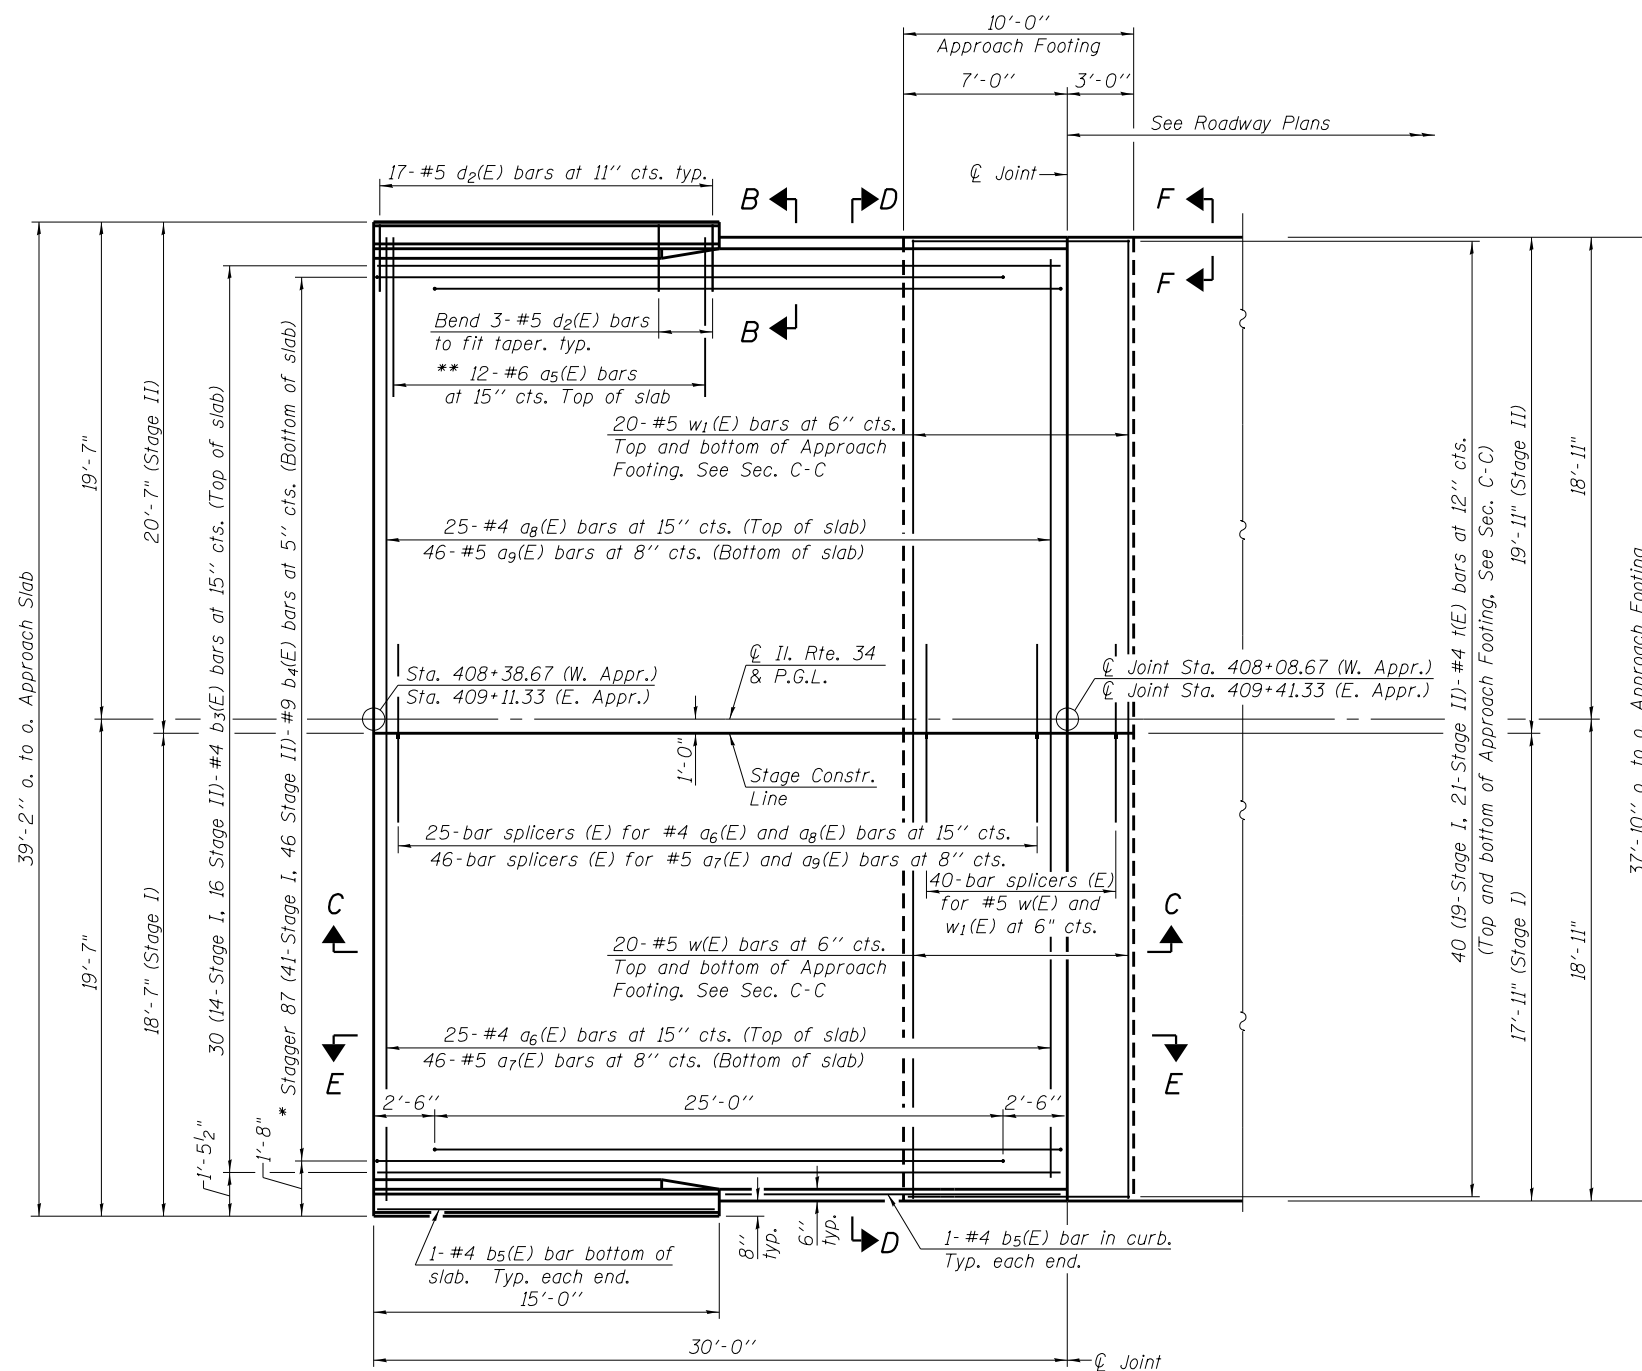 10'-0''
Approach Footing
7'-0''
3'-0''
See Roadway Plans
17-#5 d2(E) bars at 11'' cts. typ.
B
D
℄ Joint
F
F
Bend 3-#5 d2(E) bars
to fit taper. typ.
B
** 12-#6 a5(E) bars
at 15'' cts. Top of slab
20-#5 w1(E) bars at 6'' cts.
Top and bottom of Approach
Footing. See Sec. C-C
25-#4 a8(E) bars at 15'' cts. (Top of slab)
46-#5 a9(E) bars at 8'' cts. (Bottom of slab)
39'-2'' o. to o. Approach Slab
19'-7"
19'-7"
20'-7" (Stage II)
18'-7" (Stage I)
30 (14-Stage I, 16 Stage II)-#4 b3(E) bars at 15'' cts. (Top of slab)
* Stagger 87 (41-Stage I, 46 Stage II)-#9 b4(E) bars at 5'' cts. (Bottom of slab)
1'-5½"
1'-8"
Sta. 408+38.67 (W. Appr.)
Sta. 409+11.33 (E. Appr.)
℄ Il. Rte. 34
& P.G.L.
℄ Joint Sta. 408+08.67 (W. Appr.)
℄ Joint Sta. 409+41.33 (E. Appr.)
1'-0"
Stage Constr.
Line
25-bar splicers (E) for #4 a6(E) and a8(E) bars at 15'' cts.
46-bar splicers (E) for #5 a7(E) and a9(E) bars at 8'' cts.
40-bar splicers (E)
for #5 w(E) and
w1(E) at 6" cts.
C
C
20-#5 w(E) bars at 6'' cts.
Top and bottom of Approach
Footing. See Sec. C-C
25-#4 a6(E) bars at 15'' cts. (Top of slab)
46-#5 a7(E) bars at 8'' cts. (Bottom of slab)
E
E
2'-6''
25'-0''
2'-6''
40 (19-Stage I, 21-Stage II)-#4 t(E) bars at 12'' cts.
(Top and bottom of Approach Footing. See Sec. C-C)
19'-11" (Stage II)
17'-11" (Stage I)
18'-11"
18'-11"
37'-10'' o. to o. Approach Footing
1-#4 b5(E) bar bottom of
slab. Typ. each end.
8''
typ.
6''
typ.
D
1-#4 b5(E) bar in curb.
Typ. each end.
15'-0''
30'-0''
℄ Joint